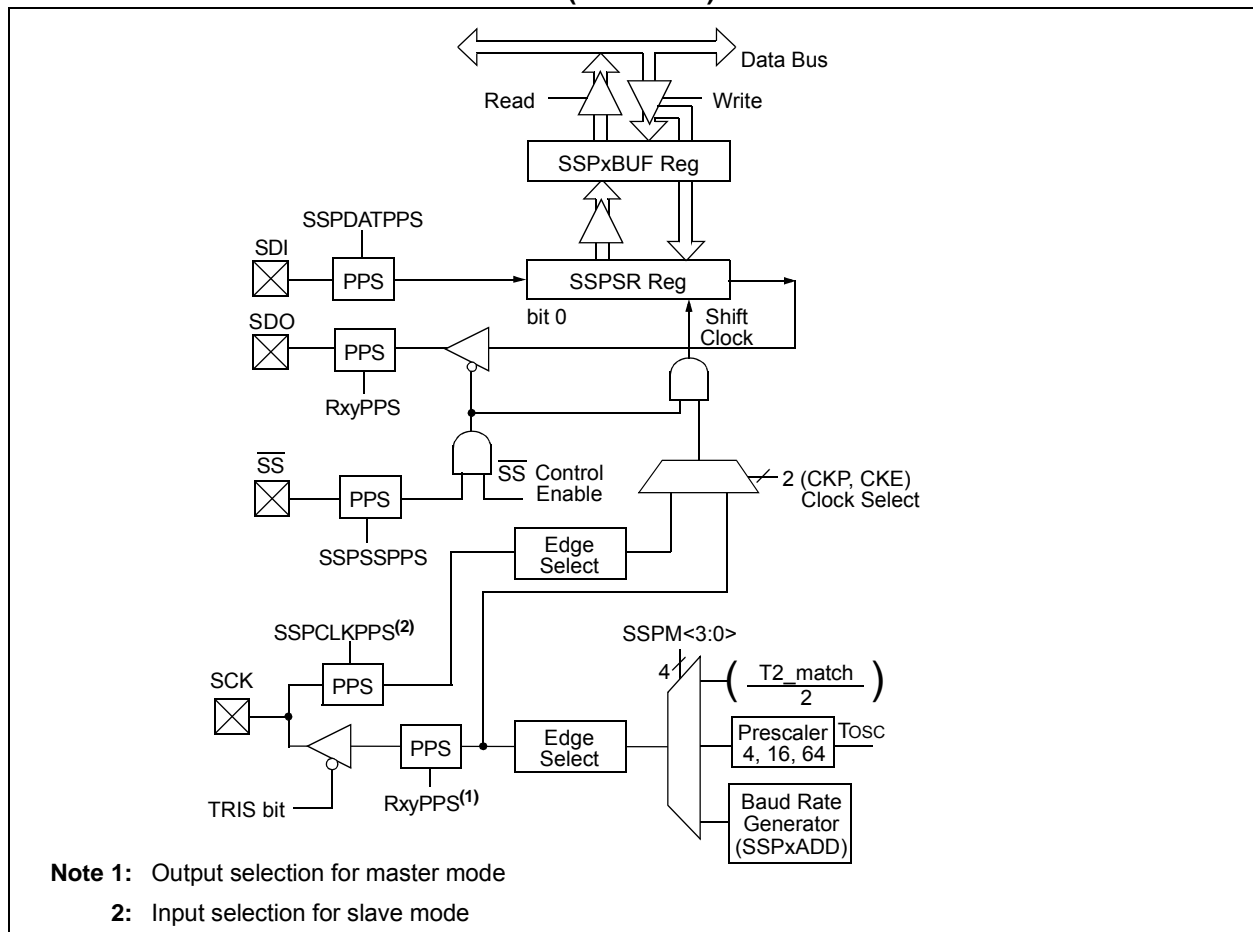 Data Bus
Read
Write
SSPxBUF Reg
SSPDATPPS
SDI
PPS
SSPSR Reg
bit 0
Shift
Clock
SDO
PPS
RxyPPS
SS
PPS
SS Control
Enable
2 (CKP, CKE)
Clock Select
SSPSSPPS
Edge
Select
SSPCLKPPS(2)
SSPM<3:0>
PPS
4
( T2_match
2 )
SCK
PPS
Edge
Select
Prescaler
4, 16, 64
TOSC
TRIS bit
RxyPPS(1)
Baud Rate
Generator
(SSPxADD)
Note 1: Output selection for master mode
2: Input selection for slave mode